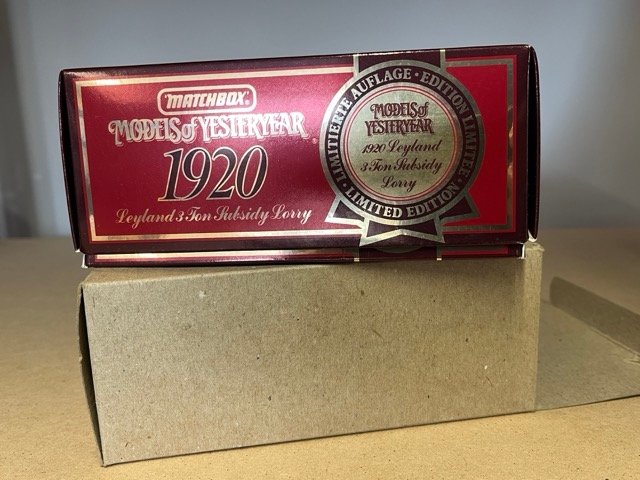 MATCHBOX®
MODELS of YESTERYEAR®
1920
Leyland 3 Ton Subsidy Lorry
LIMITIERTE AUFLAGE · EDITION LIMITÉE ·
LIMITED EDITION ·
MODELS of
YESTERYEAR
1920 Leyland
3 Ton Subsidy
Lorry